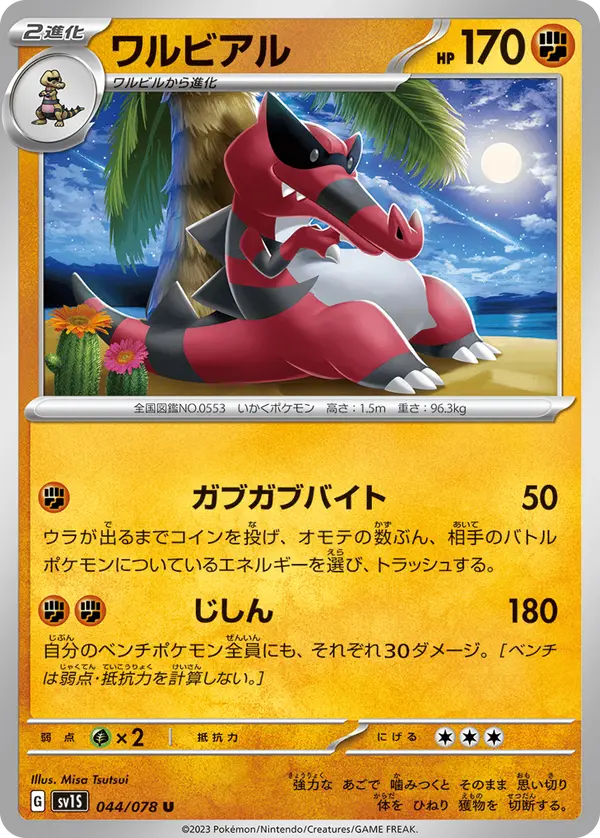 2進化
ワルビアル
HP 170
ワルビルから進化
全国図鑑NO.0553 いかくポケモン 高さ:1.5m 重さ:96.3kg
ガブガブバイト 50
ウラが出るまでコインを投げ、オモテの数ぶん、相手のバトル
ポケモンについているエネルギーを選び、トラッシュする。
じしん 180
自分のベンチポケモン全員にも、それぞれ30ダメージ。[ベンチ
は弱点・抵抗力を計算しない。]
弱点 ×2 抵抗力 にげる
Illus. Misa Tsutsui
強力な あごで 噛みつくと そのまま 思い切り
体を ひねり 獲物を 切断する。
G sv1S 044/078 U
©2023 Pokémon/Nintendo/Creatures/GAME FREAK.